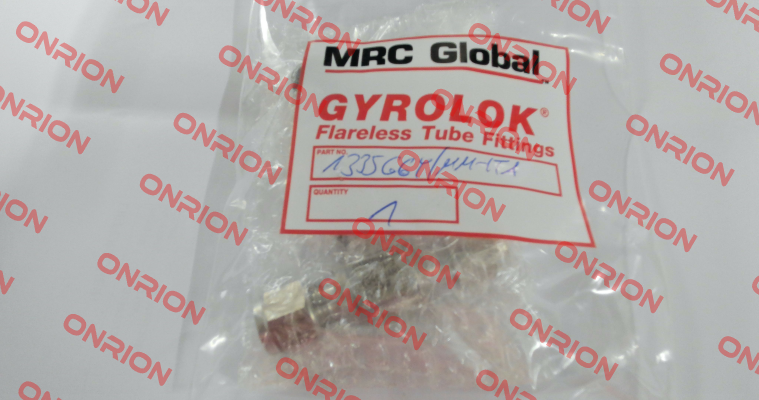 MRC Global
GYROLOK®
Flareless Tube Fittings
PART NO.
QUANTITY
1
ONRION